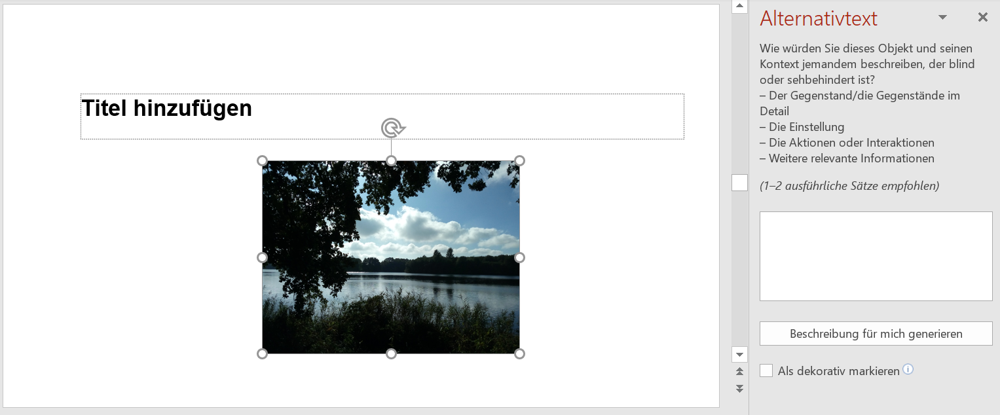 Titel hinzufügen
Alternativtext
Wie würden Sie dieses Objekt und seinen
Kontext jemandem beschreiben, der blind
oder sehbehindert ist?
– Der Gegenstand/die Gegenstände im
Detail
– Die Einstellung
– Die Aktionen oder Interaktionen
– Weitere relevante Informationen
(1–2 ausführliche Sätze empfohlen)
Beschreibung für mich generieren
Als dekorativ markieren